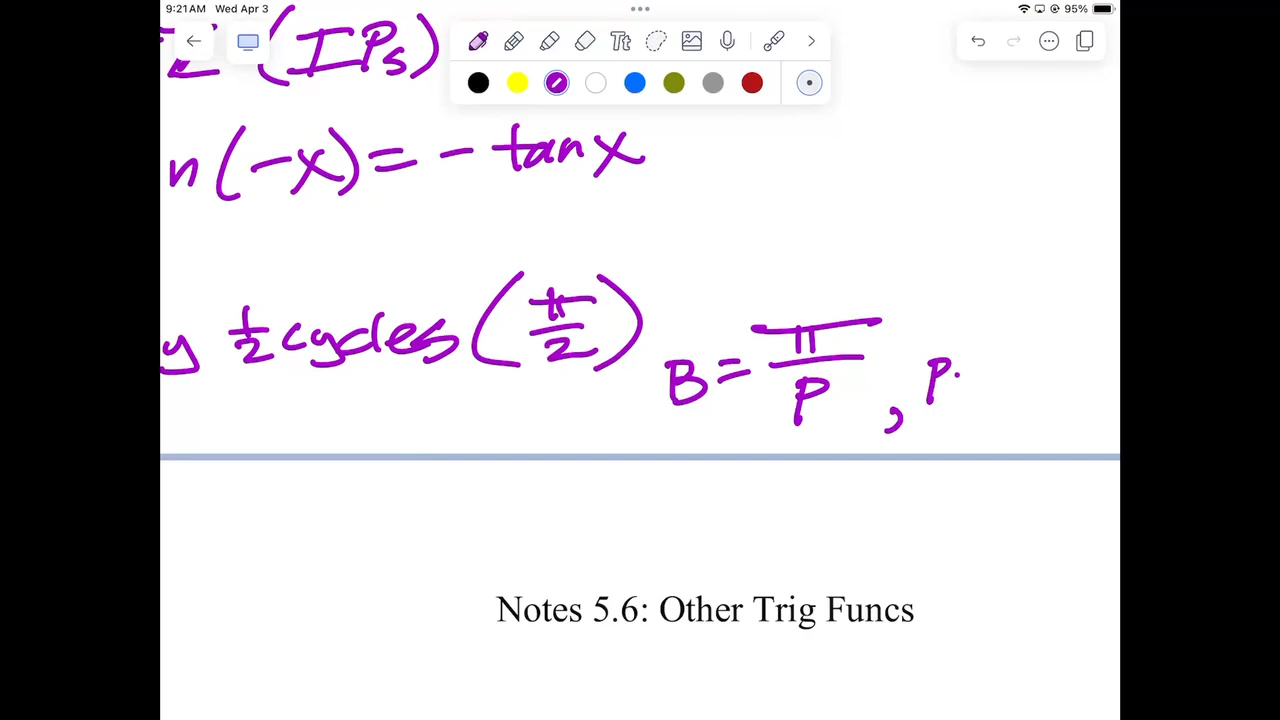 9:21 AM Wed Apr 3 95%
(IPs)
n(-x) = - tan x
y 1/2 cycles (π/2) B = π/P , P.
Notes 5.6: Other Trig Funcs